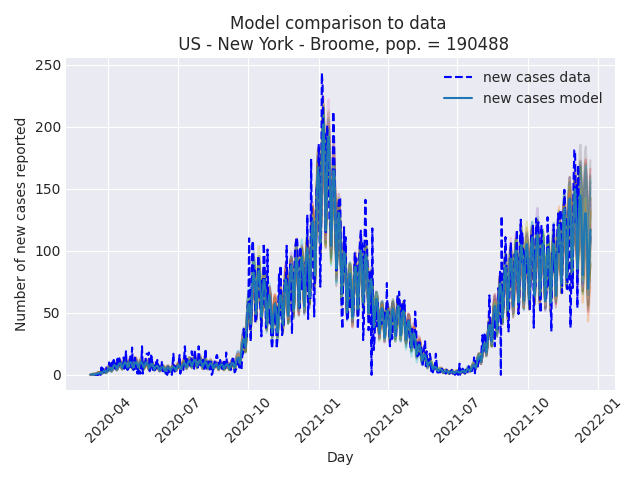 Model comparison to data
US - New York - Broome, pop. = 190488
new cases data
new cases model
Number of new cases reported
250
200
150
100
50
0
2020-04
2020-07
2020-10
2021-01
2021-04
2021-07
2021-10
2022-01
Day